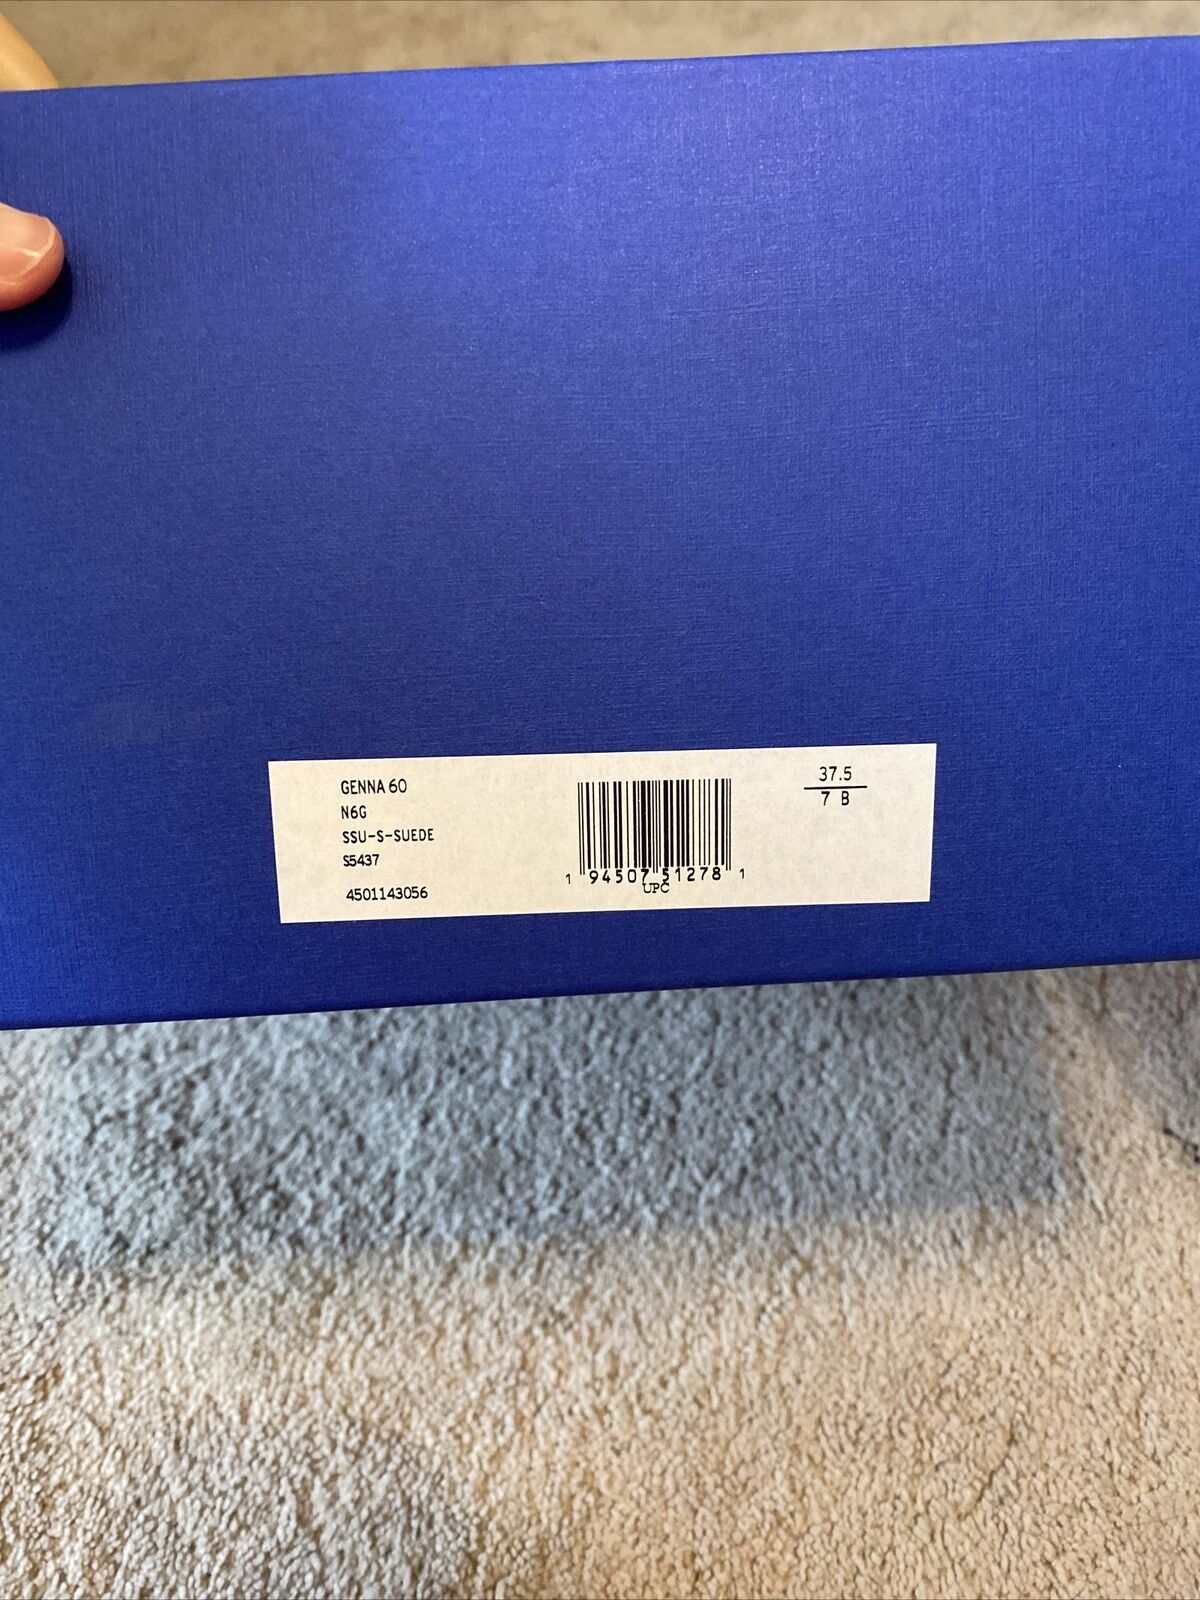 GENNA 60
N6G
SSU-S-SUEDE
S5437
4501143056
1 94507 51278 1
UPC
37.5
7 B